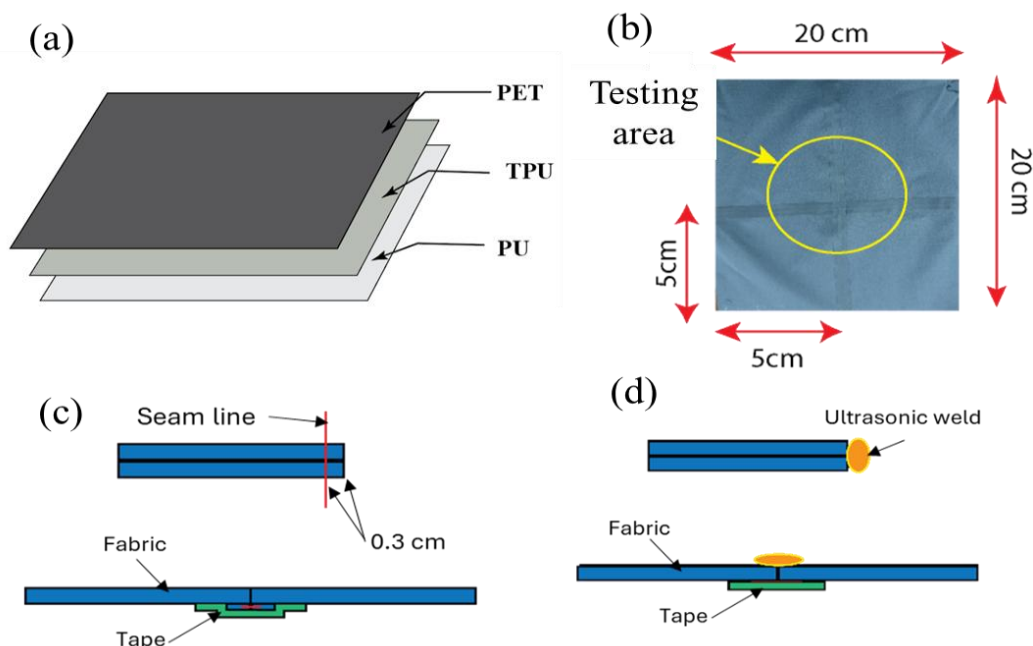 (a)
PET
TPU
PU
(b)
20 cm
Testing
area
20 cm
5cm
5cm
(c)
Seam line
0.3 cm
Fabric
Tape
(d)
Ultrasonic weld
Fabric
Tape